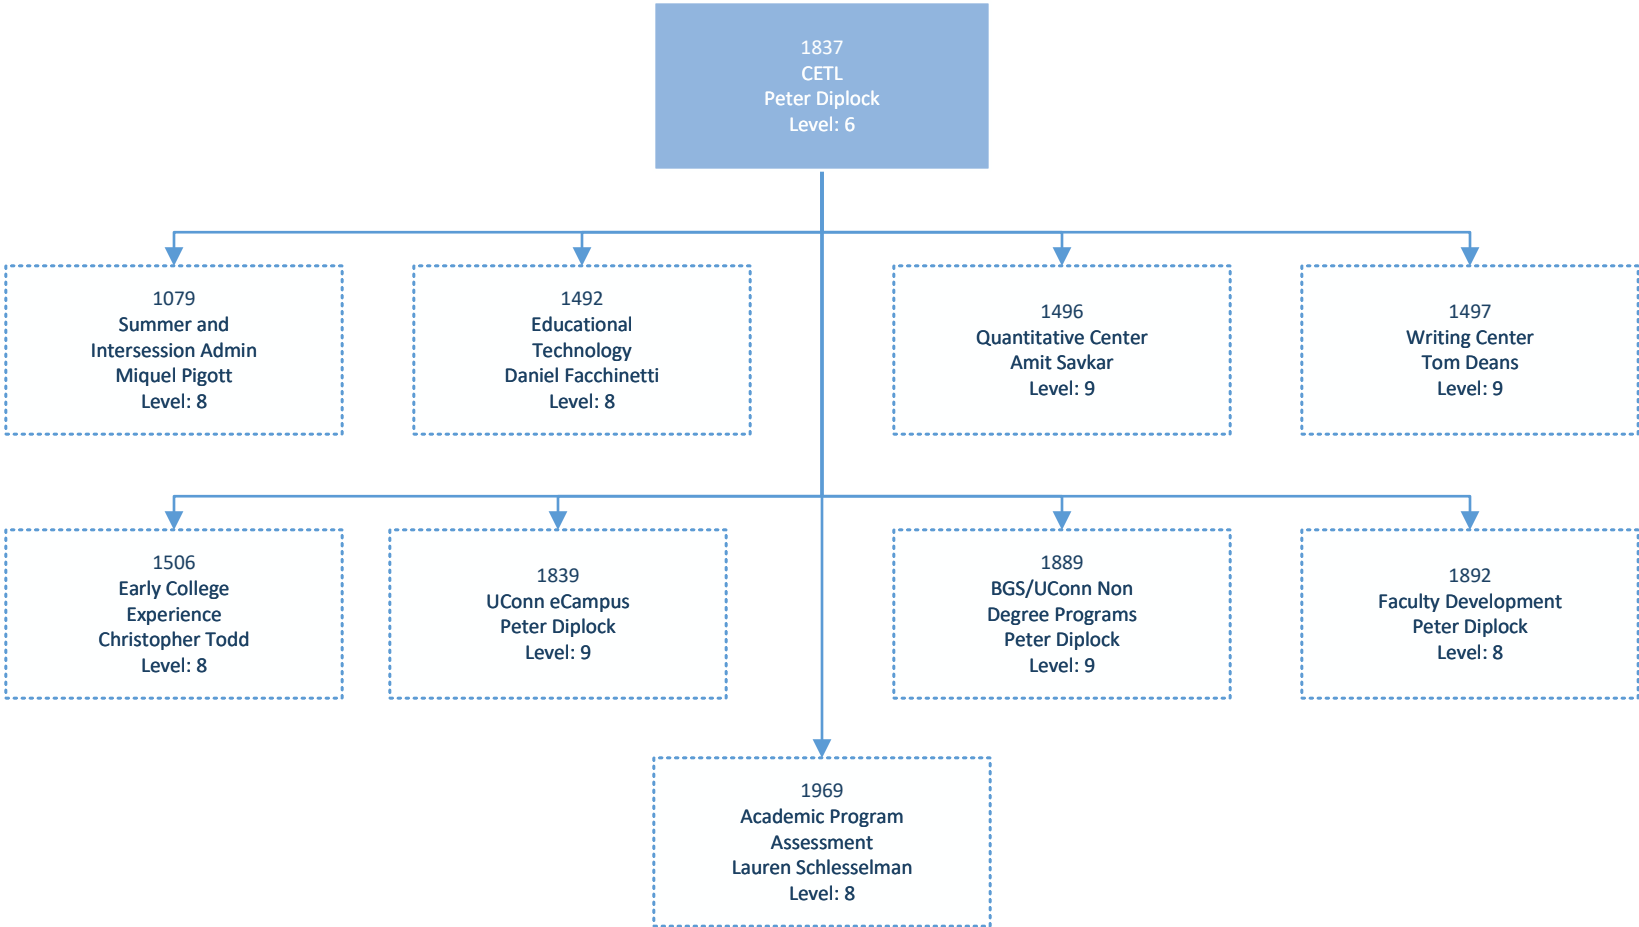 1837
CETL
Peter Diplock
Level: 6
1079
Summer and
Intersession Admin
Miquel Pigott
Level: 8
1492
Educational
Technology
Daniel Facchinetti
Level: 8
1496
Quantitative Center
Amit Savkar
Level: 9
1497
Writing Center
Tom Deans
Level: 9
1506
Early College
Experience
Christopher Todd
Level: 8
1839
UConn eCampus
Peter Diplock
Level: 9
1889
BGS/UConn Non
Degree Programs
Peter Diplock
Level: 9
1892
Faculty Development
Peter Diplock
Level: 8
1969
Academic Program
Assessment
Lauren Schlesselman
Level: 8